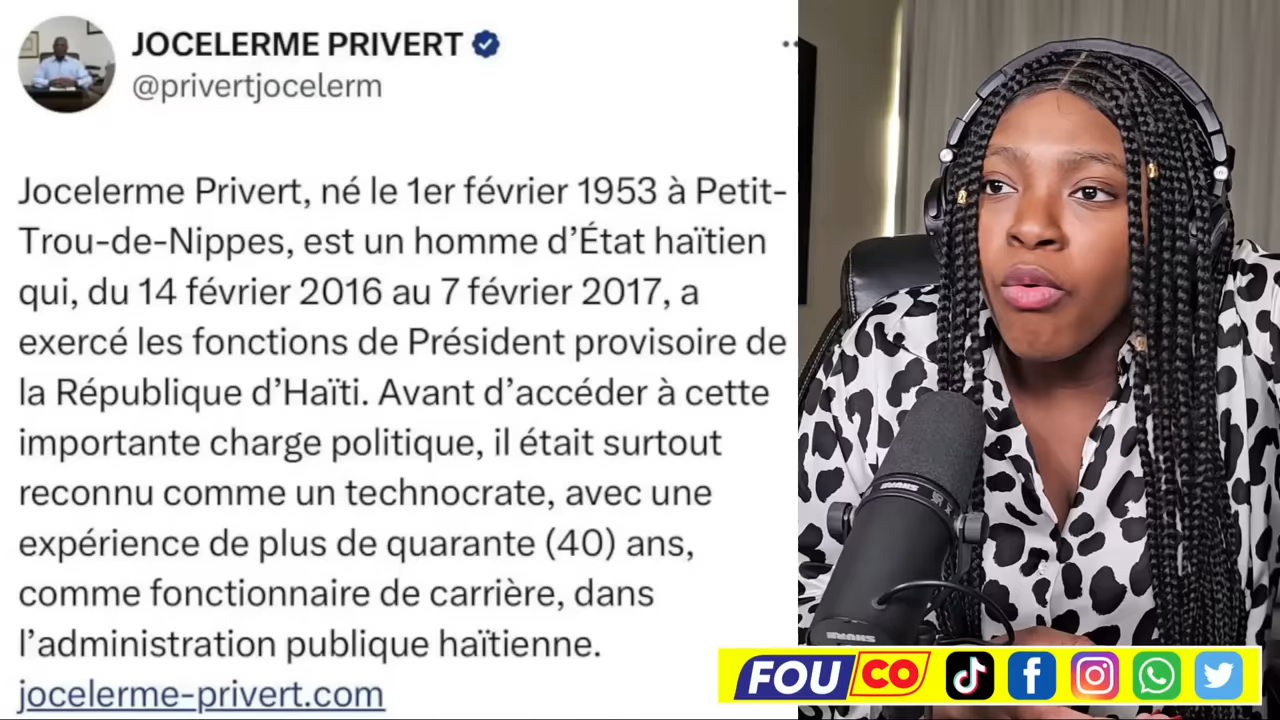 JOCELERME PRIVERT
@privertjocelerm
Jocelerme Privert, né le 1er février 1953 à Petit-
Trou-de-Nippes, est un homme d’État haïtien
qui, du 14 février 2016 au 7 février 2017, a
exercé les fonctions de Président provisoire de
la République d’Haïti. Avant d’accéder à cette
importante charge politique, il était surtout
reconnu comme un technocrate, avec une
expérience de plus de quarante (40) ans,
comme fonctionnaire de carrière, dans
l’administration publique haïtienne.
jocelerme-privert.com
SHURE
SHURE
FOUCO